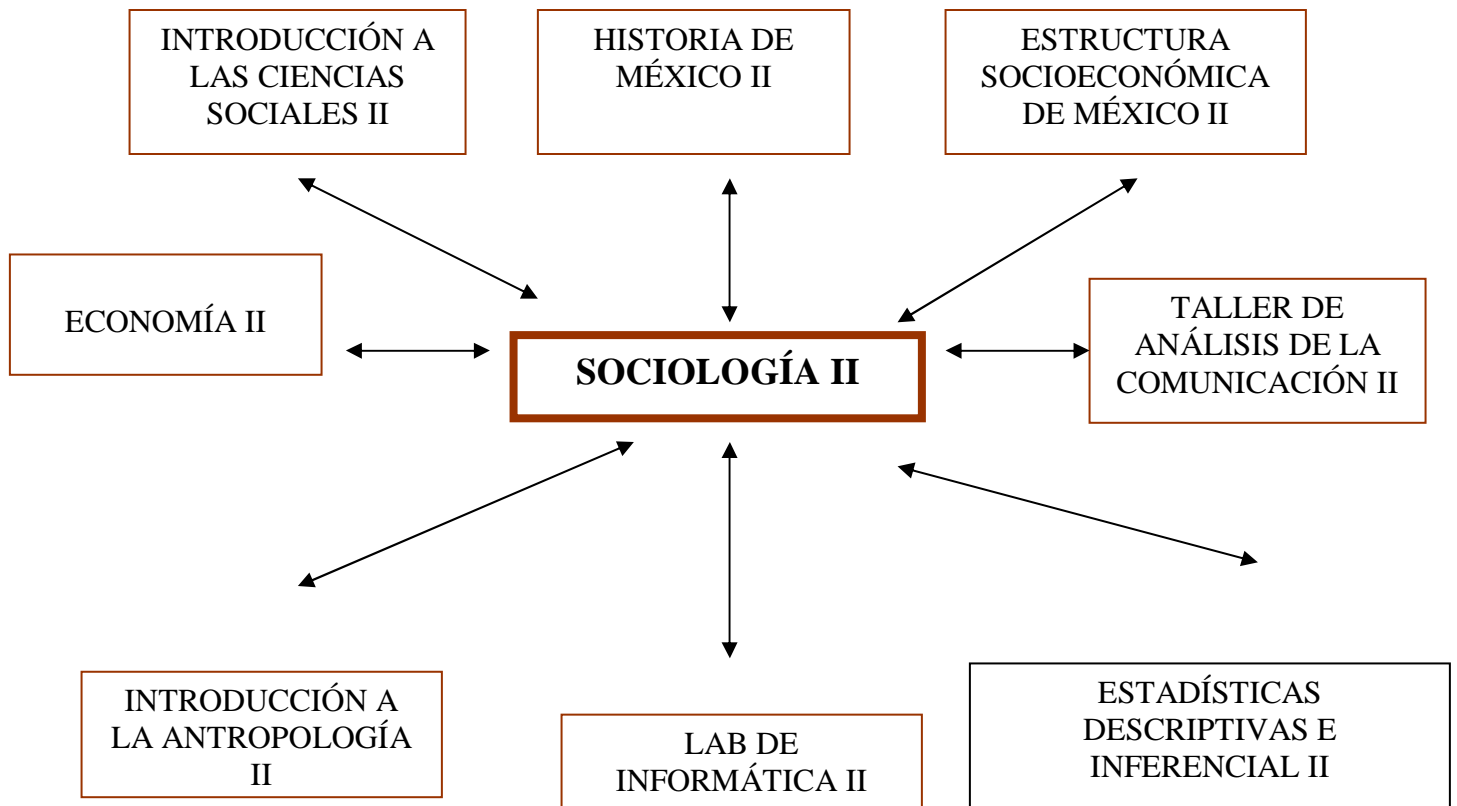 INTRODUCCIÓN A
LAS CIENCIAS
SOCIALES II
HISTORIA DE
MÉXICO II
ESTRUCTURA
SOCIOECONÓMICA
DE MÉXICO II
ECONOMÍA II
SOCIOLOGÍA II
TALLER DE
ANÁLISIS DE LA
COMUNICACIÓN II
INTRODUCCIÓN A
LA ANTROPOLOGÍA
II
LAB DE
INFORMÁTICA II
ESTADÍSTICAS
DESCRIPTIVAS E
INFERENCIAL II